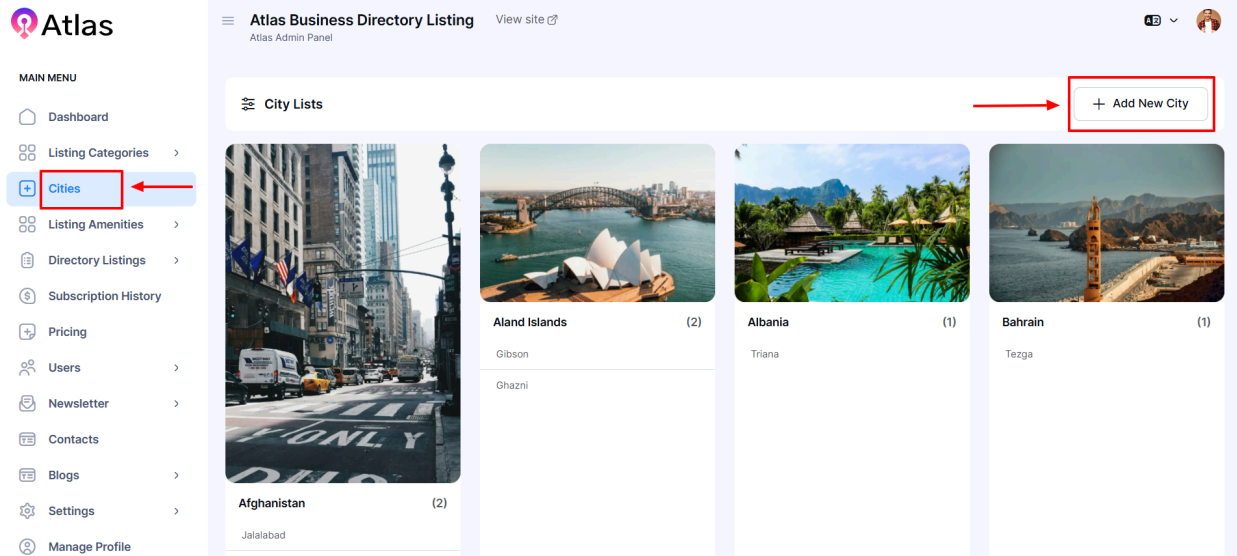 Atlas
Atlas Business Directory Listing
View site
Atlas Admin Panel
MAIN MENU
Dashboard
Listing Categories
Cities
Listing Amenities
Directory Listings
Subscription History
Pricing
Users
Newsletter
Contacts
Blogs
Settings
Manage Profile
City Lists
+ Add New City
ONLY
Afghanistan (2)
Jalalabad
Aland Islands (2)
Gibson
Ghazni
Albania (1)
Triana
Bahrain (1)
Tezga